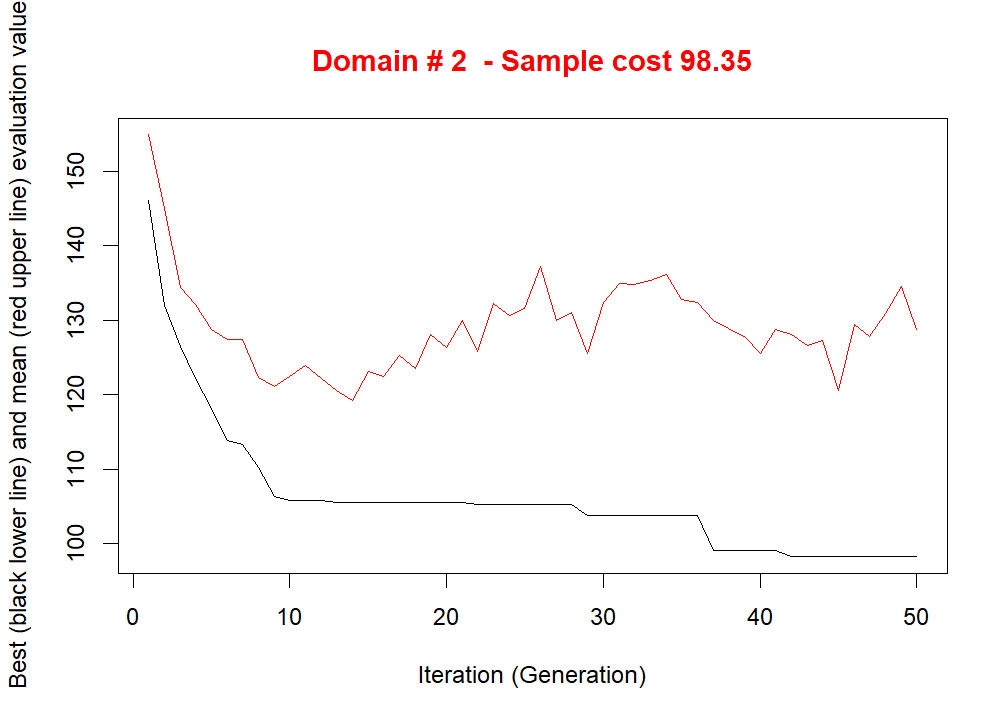 Domain # 2  - Sample cost 98.35
Best (black lower line) and mean (red upper line) evaluation value
150
140
130
120
110
100
0 10 20 30 40 50
Iteration (Generation)